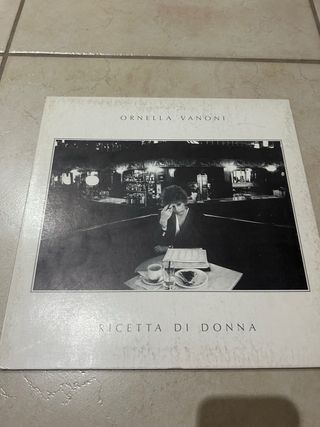 ORNELLA VANONI
RICETTA DI DONNA